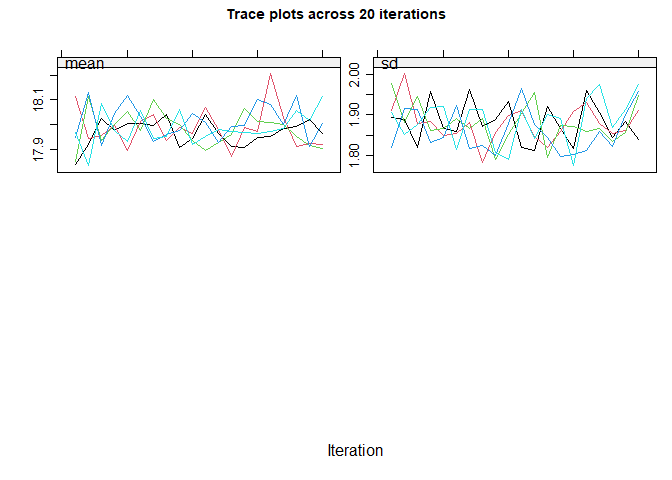 Trace plots across 20 iterations
mean
sd
17.9 18.1
1.80 1.90 2.00
Iteration